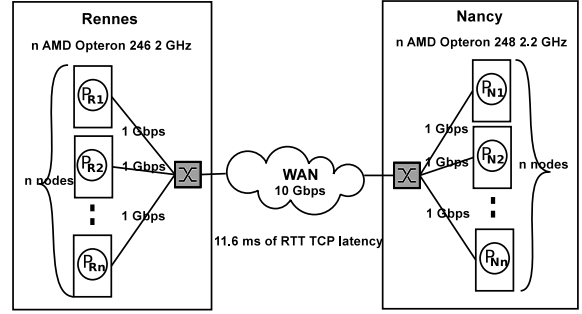 Rennes
n AMD Opteron 246 2 GHz
PR1
1 Gbps
PR2
1 Gbps
n nodes
1 Gbps
PRn
WAN
10 Gbps
11.6 ms of RTT TCP latency
Nancy
n AMD Opteron 248 2.2 GHz
PN1
1 Gbps
PN2
1 Gbps
n nodes
1 Gbps
PNn